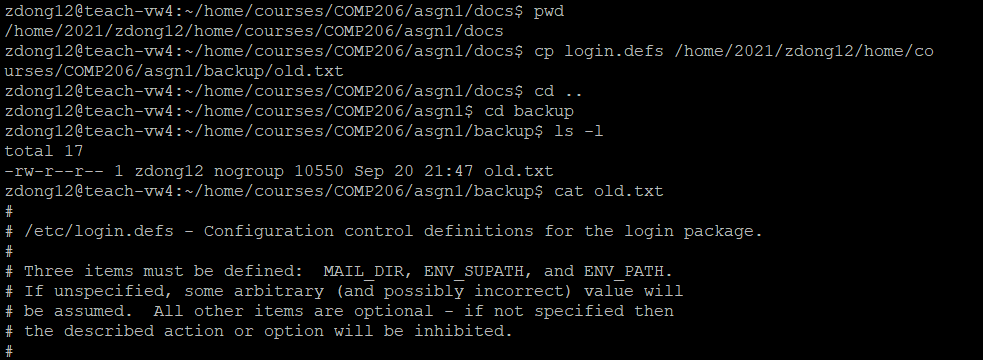 zdong12@teach-vw4:~/home/courses/COMP206/asgn1/docs$ pwd
/home/2021/zdong12/home/courses/COMP206/asgn1/docs
zdong12@teach-vw4:~/home/courses/COMP206/asgn1/docs$ cp login.defs /home/2021/zdong12/home/co
urses/COMP206/asgn1/backup/old.txt
zdong12@teach-vw4:~/home/courses/COMP206/asgn1/docs$ cd ..
zdong12@teach-vw4:~/home/courses/COMP206/asgn1$ cd backup
zdong12@teach-vw4:~/home/courses/COMP206/asgn1/backup$ ls -l
total 17
-rw-r--r-- 1 zdong12 nogroup 10550 Sep 20 21:47 old.txt
zdong12@teach-vw4:~/home/courses/COMP206/asgn1/backup$ cat old.txt
#
# /etc/login.defs - Configuration control definitions for the login package.
#
# Three items must be defined:  MAIL_DIR, ENV_SUPATH, and ENV_PATH.
# If unspecified, some arbitrary (and possibly incorrect) value will
# be assumed.  All other items are optional - if not specified then
# the described action or option will be inhibited.
#